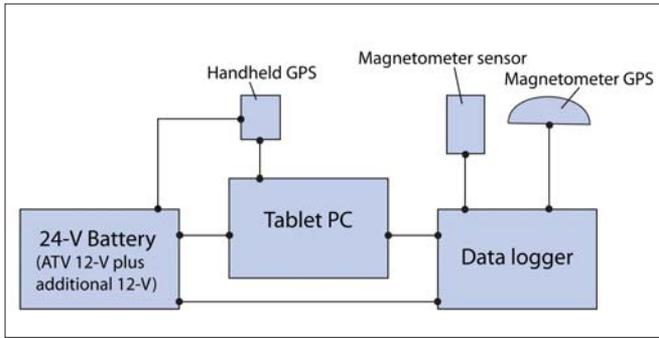 Handheld GPS
Magnetometer sensor
Magnetometer GPS
24-V Battery
(ATV 12-V plus
additional 12-V)
Tablet PC
Data logger